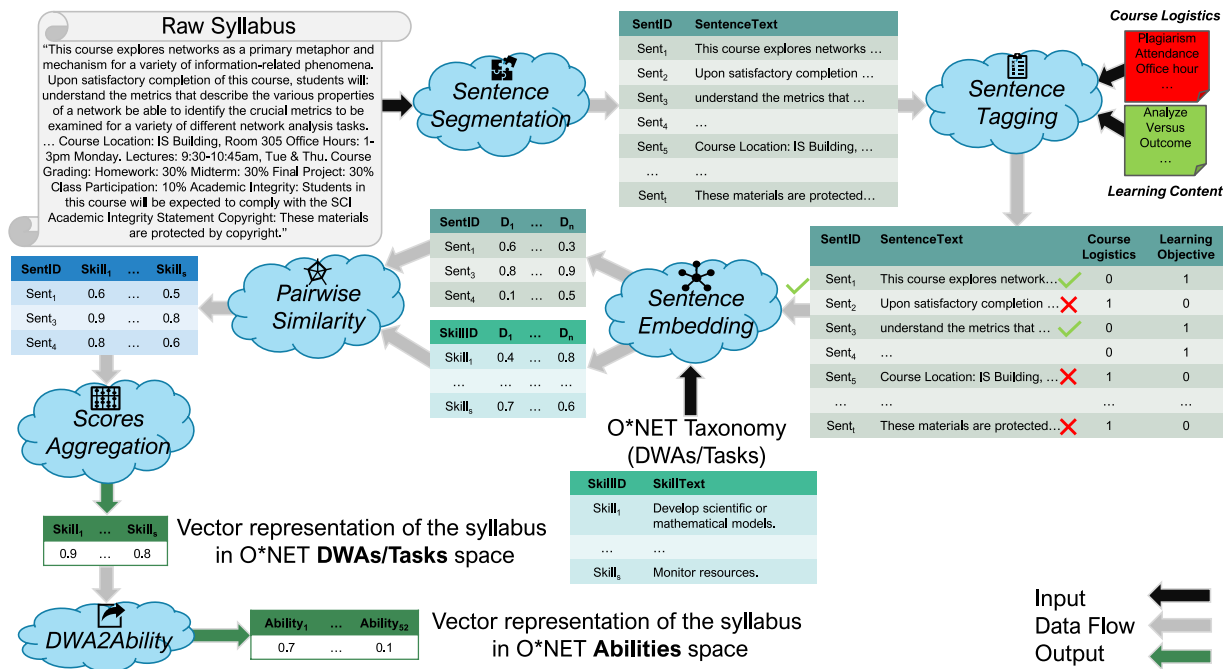 Raw Syllabus
“This course explores networks as a primary metaphor and
mechanism for a variety of information-related phenomena.
Upon satisfactory completion of this course, students will:
understand the metrics that describe the various properties
of a network be able to identify the crucial metrics to be
examined for a variety of different network analysis tasks.
... Course Location: IS Building, Room 305 Office Hours: 1-
3pm Monday. Lectures: 9:30-10:45am, Tue & Thu. Course
Grading: Homework: 30% Midterm: 30% Final Project: 30%
Class Participation: 10% Academic Integrity: Students in
this course will be expected to comply with the SCI
Academic Integrity Statement Copyright: These materials
are protected by copyright.”
Sentence
Segmentation
SentID SentenceText
Sent1 This course explores networks ...
Sent2 Upon satisfactory completion ...
Sent3 understand the metrics that ...
Sent4 ...
Sent5 Course Location: IS Building, ...
... ...
Sentt These materials are protected...
Sentence
Tagging
Course Logistics
Plagiarism
Attendance
Office hour
...
Analyze
Versus
Outcome
...
Learning Content
SentID SentenceText Course
Logistics Learning
Objective
Sent1 This course explores network... 0 1
Sent2 Upon satisfactory completion ... 1 0
Sent3 understand the metrics that ... 0 1
Sent4 ... 0 1
Sent5 Course Location: IS Building, ... 1 0
... ... ... ...
Sentt These materials are protected... 1 0
Sentence
Embedding
O*NET Taxonomy
(DWAs/Tasks)
SkillID SkillText
Skill1 Develop scientific or
mathematical models.
... ...
Skills Monitor resources.
SentID D1 ... Dn
Sent1 0.6 ... 0.3
Sent3 0.8 ... 0.9
Sent4 0.1 ... 0.5
SkillID D1 ... Dn
Skill1 0.4 ... 0.8
... ... ...
Skills 0.7 ... 0.6
Pairwise
Similarity
SentID Skill1 ... Skills
Sent1 0.6 ... 0.5
Sent3 0.9 ... 0.8
Sent4 0.8 ... 0.6
Scores
Aggregation
Skill1 ... Skills
0.9 ... 0.8
Vector representation of the syllabus
in O*NET DWAs/Tasks space
DWA2Ability
Ability1 ... Ability52
0.7 ... 0.1
Vector representation of the syllabus
in O*NET Abilities space
Input
Data Flow
Output